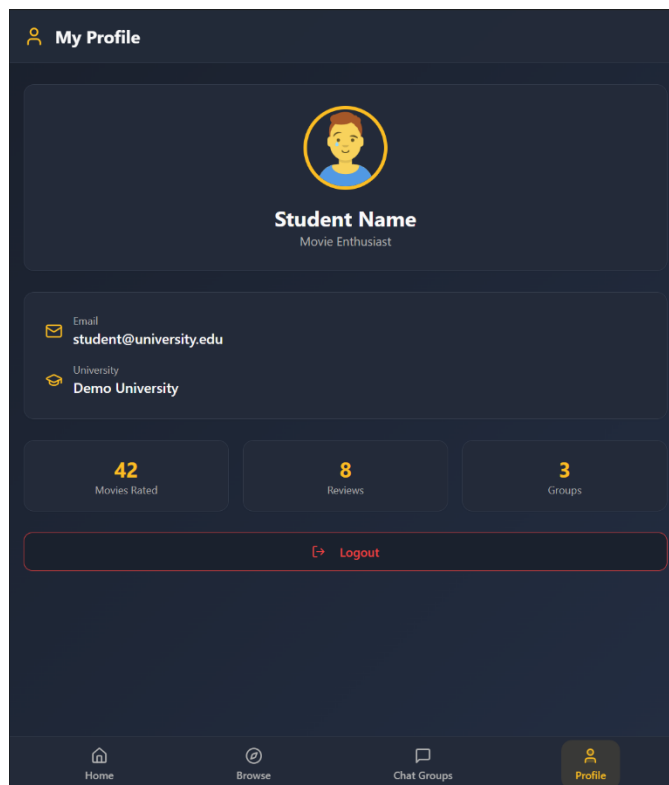 My Profile
Student Name
Movie Enthusiast
Email
student@university.edu
University
Demo University
42
Movies Rated
8
Reviews
3
Groups
Logout
Home
Browse
Chat Groups
Profile